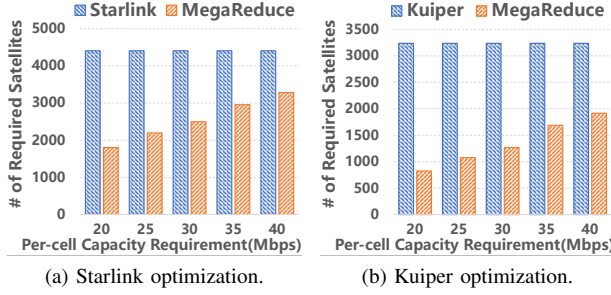 Starlink MegaReduce
# of Required Satellites
5000
4000
3000
2000
1000
0
20 25 30 35 40
Per-cell Capacity Requirement(Mbps)
(a) Starlink optimization.
Kuiper MegaReduce
# of Required Satellites
3500
3000
2500
2000
1500
1000
500
0
20 25 30 35 40
Per-cell Capacity Requirement(Mbps)
(b) Kuiper optimization.